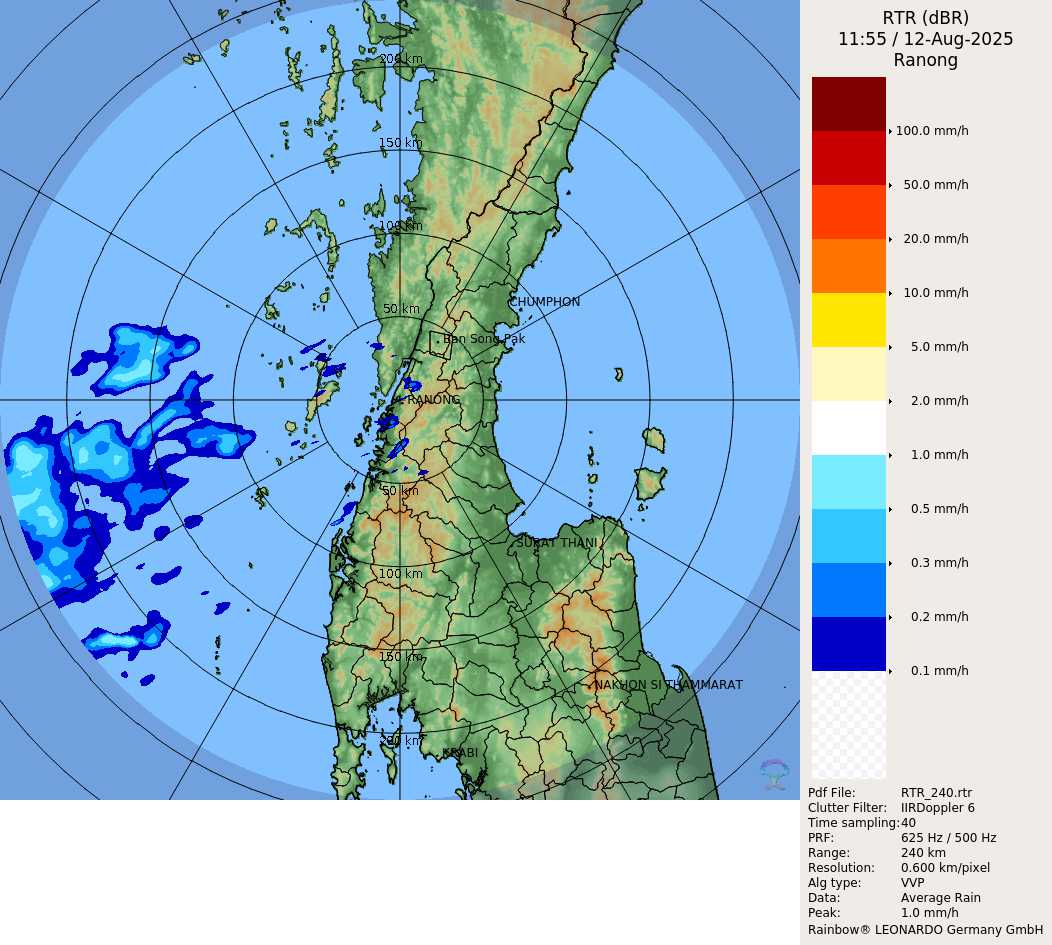 RTR (dBR)
11:55 / 12-Aug-2025
Ranong
200 km
150 km
100 km
50 km
CHUMPHON
Ban Song Pak
RANONG
50 km
SURAT THANI
100 km
150 km
NAKHON SI THAMMARAT
200 km
KRABI
100.0 mm/h
50.0 mm/h
20.0 mm/h
10.0 mm/h
5.0 mm/h
2.0 mm/h
1.0 mm/h
0.5 mm/h
0.3 mm/h
0.2 mm/h
0.1 mm/h
Pdf File: RTR_240.rtr
Clutter Filter: IIRDoppler 6
Time sampling: 40
PRF: 625 Hz / 500 Hz
Range: 240 km
Resolution: 0.600 km/pixel
Alg type: VVP
Data: Average Rain
Peak: 1.0 mm/h
Rainbow® LEONARDO Germany GmbH